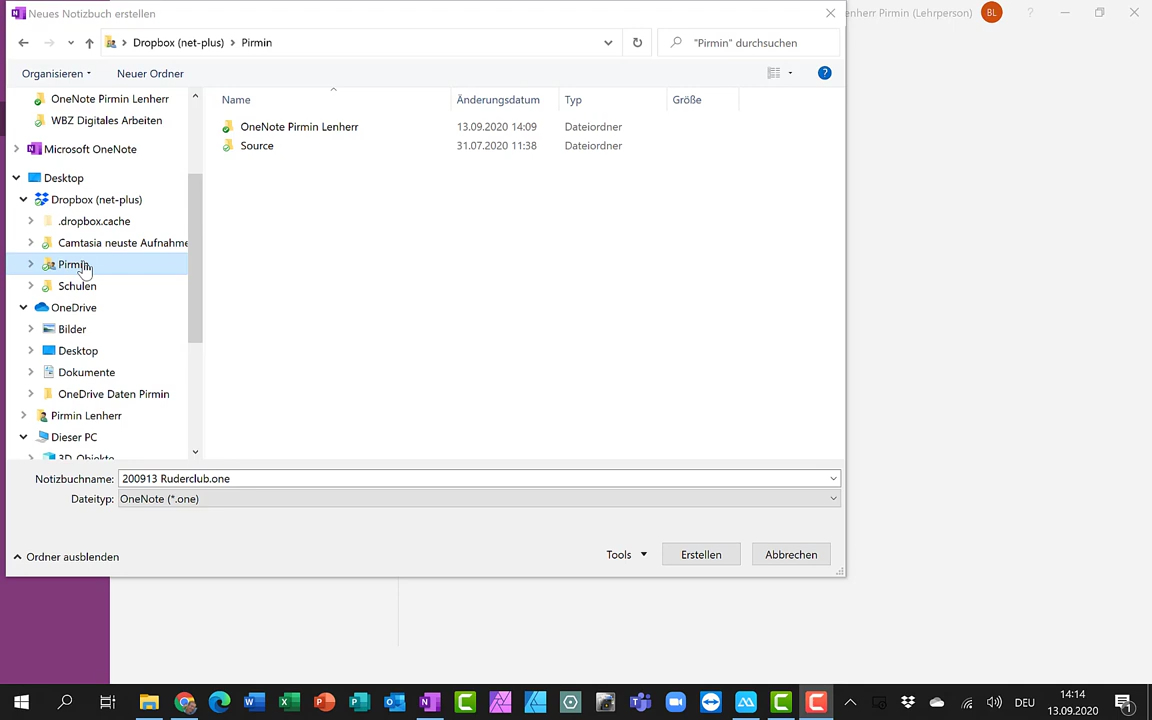 Neues Notizbuch erstellen
enherr Pirmin (Lehrperson) BL ?
Dropbox (net-plus) Pirmin
"Pirmin" durchsuchen
Organisieren Neuer Ordner ?
OneNote Pirmin Lenherr
WBZ Digitales Arbeiten
Microsoft OneNote
Desktop
Dropbox (net-plus)
.dropbox.cache
Camtasia neuste Aufnahme
Pirmin
Schulen
OneDrive
Bilder
Desktop
Dokumente
OneDrive Daten Pirmin
Pirmin Lenherr
Dieser PC
3D-Objekte
Name Änderungsdatum Typ Größe
OneNote Pirmin Lenherr 13.09.2020 14:09 Dateiordner
Source 31.07.2020 11:38 Dateiordner
Notizbuchname: 200913 Ruderclub.one
Dateityp: OneNote (*.one)
Ordner ausblenden Tools Erstellen Abbrechen
DEU
14:14
13.09.2020
1